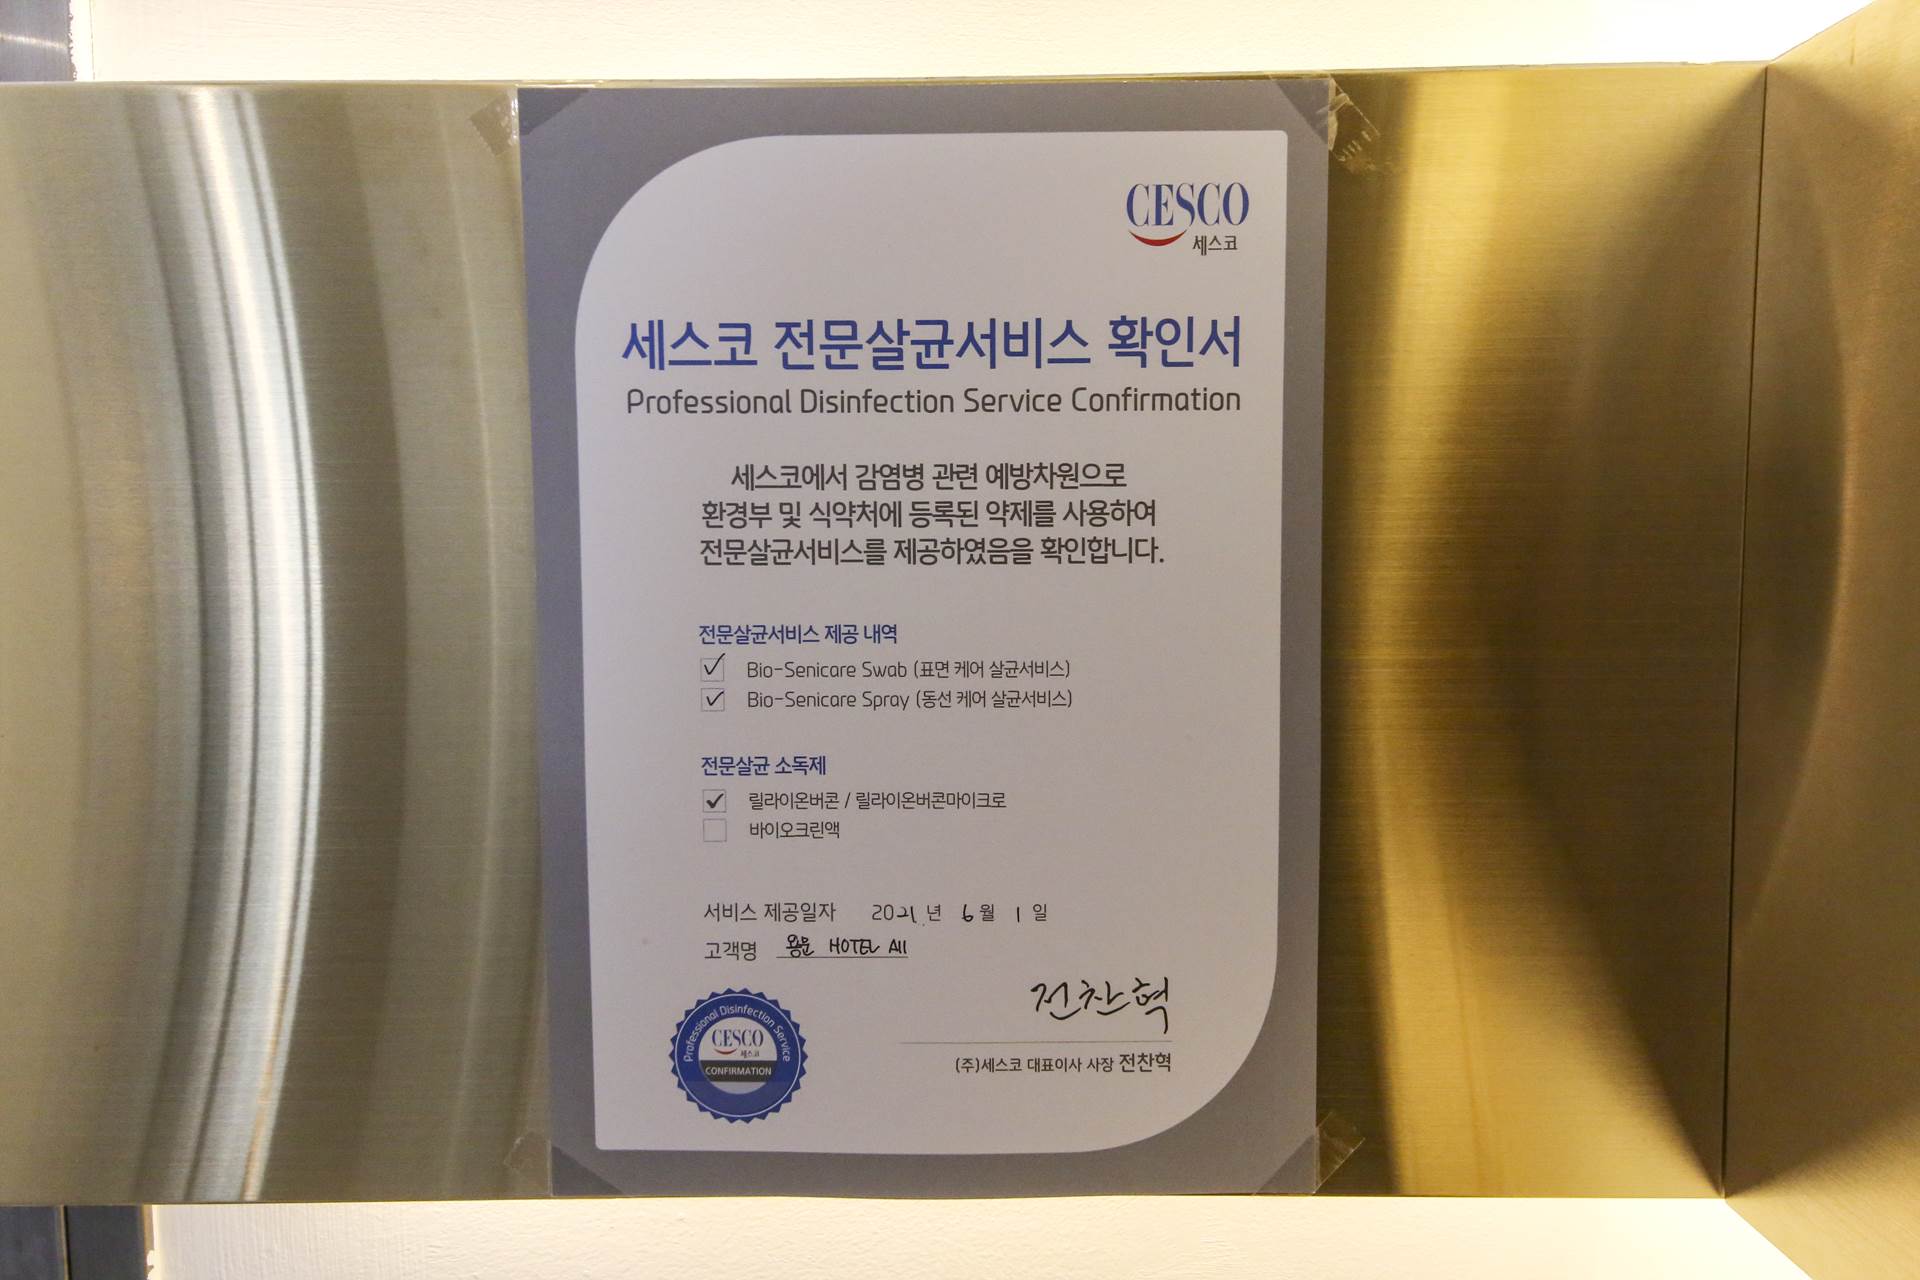 CESCO
세스코
세스코 전문살균서비스 확인서
Professional Disinfection Service Confirmation
세스코에서 감염병 관련 예방차원으로
환경부 및 식약처에 등록된 약제를 사용하여
전문살균서비스를 제공하였음을 확인합니다.
전문살균서비스 제공 내역
Bio-Senicare Swab (표면 케어 살균서비스)
Bio-Senicare Spray (동선 케어 살균서비스)
전문살균 소독제
릴라이온버콘 / 릴라이온버콘마이크로
바이오크린액
서비스 제공일자 2021년 6월 1일
고객명 용문 HOTEL All
전찬혁
(주)세스코 대표이사 사장 전찬혁
Professional Disinfection Service
CESCO
세스코
CONFIRMATION